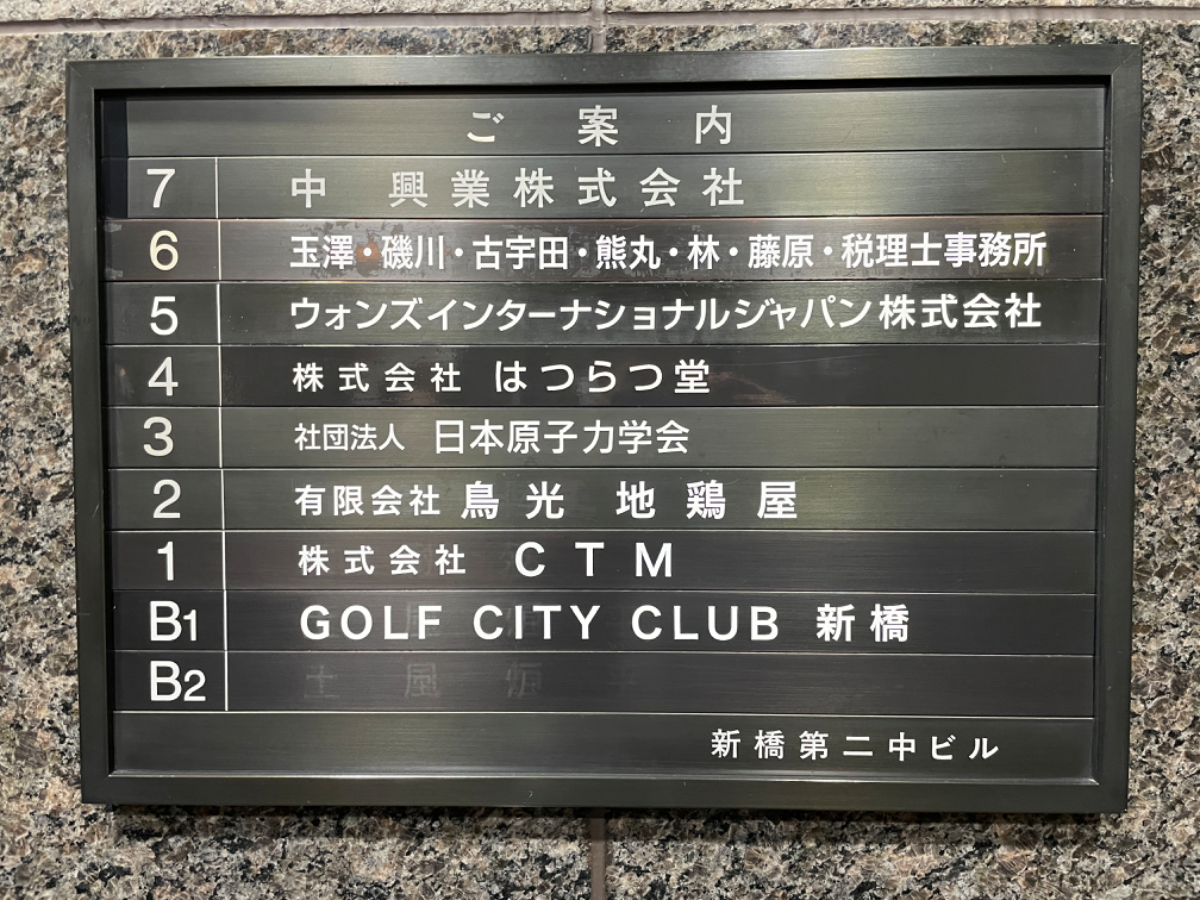 ご案内
7 中 興業株式会社
6 玉澤・磯川・古宇田・熊丸・林・藤原・税理士事務所
5 ウォンズインターナショナルジャパン株式会社
4 株式会社 はつらつ堂
3 社団法人 日本原子力学会
2 有限会社 鳥光 地鶏屋
1 株式会社 CTM
B1 GOLF CITY CLUB 新橋
B2
新橋第二中ビル